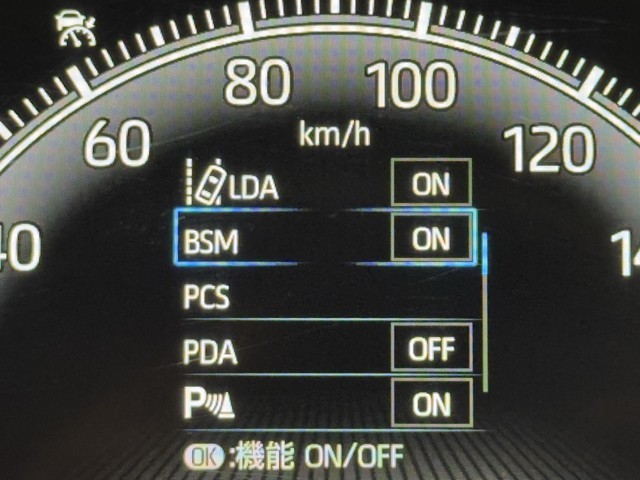 80 100
60 km/h 120
LDA ON
40 BSM ON
PCS
PDA OFF
P ON
OK :機能 ON/OFF